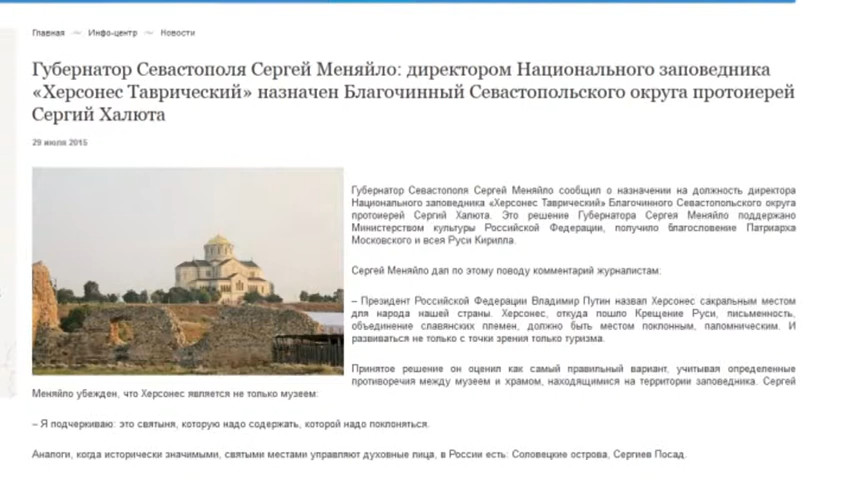 Главная ~ Инфо-центр ~ Новости
Губернатор Севастополя Сергей Меняйло: директором Национального заповедника
«Херсонес Таврический» назначен Благочинный Севастопольского округа протоиерей
Сергий Халюта
29 июля 2015
Губернатор Севастополя Сергей Меняйло сообщил о назначении на должность директора
Национального заповедника «Херсонес Таврический» Благочинного Севастопольского округа
протоиерей Сергий Халюта. Это решение Губернатора Сергея Меняйло поддержано
Министерством культуры Российской Федерации, получило благословение Патриарха
Московского и всея Руси Кирилла.
Сергей Меняйло дал по этому поводу комментарий журналистам:
– Президент Российской Федерации Владимир Путин назвал Херсонес сакральным местом
для народа нашей страны. Херсонес, откуда пошло Крещение Руси, письменность,
объединение славянских племен, должно быть местом поклонным, паломническим. И
развиваться не только с точки зрения только туризма.
Принятое решение он оценил как самый правильный вариант, учитывая определенные
противоречия между музеем и храмом, находящимися на территории заповедника. Сергей
Меняйло убежден, что Херсонес является не только музеем:
– Я подчеркиваю: это святыня, которую надо содержать, которой надо поклоняться.
Аналоги, когда исторически значимыми, святыми местами управляют духовные лица, в России есть: Соловецкие острова, Сергиев Посад.